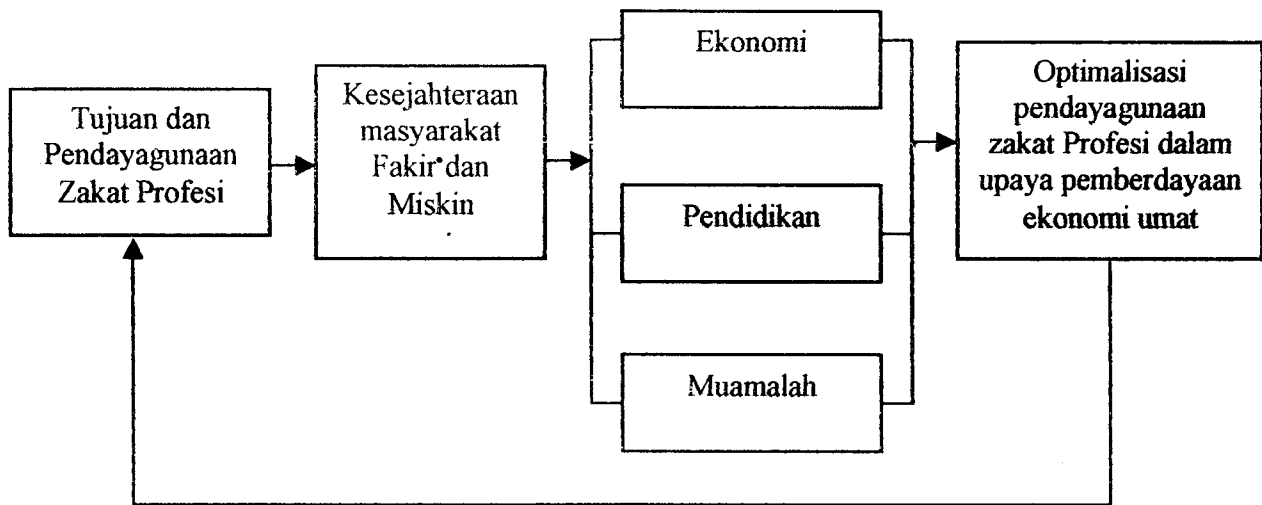 Tujuan dan
Pendayagunaan
Zakat Profesi
Kesejahteraan
masyarakat
Fakir dan
Miskin
Ekonomi
Pendidikan
Muamalah
Optimalisasi
pendayagunaan
zakat Profesi dalam
upaya pemberdayaan
ekonomi umat